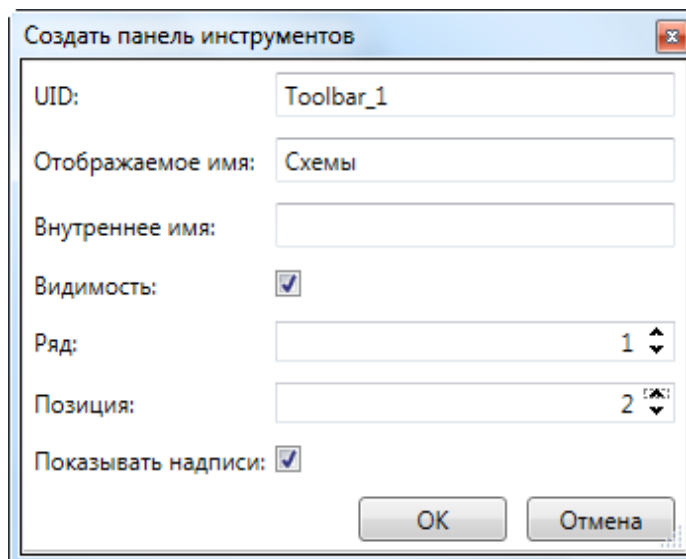 Создать панель инструментов
UID: Toolbar_1
Отображаемое имя: Схемы
Внутреннее имя:
Видимость:
Ряд: 1
Позиция: 2
Показывать надписи:
OK Отмена